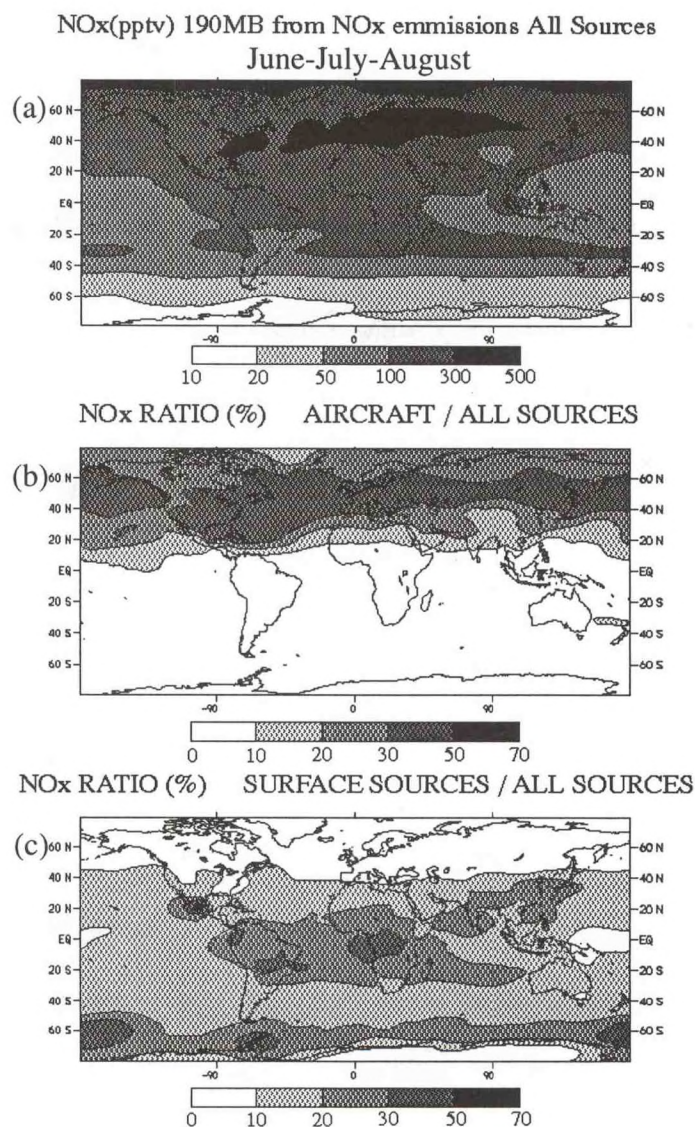 NOx(pptv) 190MB from NOx emmissions All Sources
June-July-August
(a)
60 N 60 N
40 N 40 N
20 N 20 N
EQ EQ
20 S 20 S
40 S 40 S
60 S 60 S
-90 0 90
10 20 50 100 300 500
NOx RATIO (%) AIRCRAFT / ALL SOURCES
(b)
60 N 60 N
40 N 40 N
20 N 20 N
EQ EQ
20 S 20 S
40 S 40 S
60 S 60 S
-90 0 90
0 10 20 30 50 70
NOx RATIO (%) SURFACE SOURCES / ALL SOURCES
(c)
60 N 60 N
40 N 40 N
20 N 20 N
EQ EQ
20 S 20 S
40 S 40 S
60 S 60 S
-90 0 90
0 10 20 30 50 70